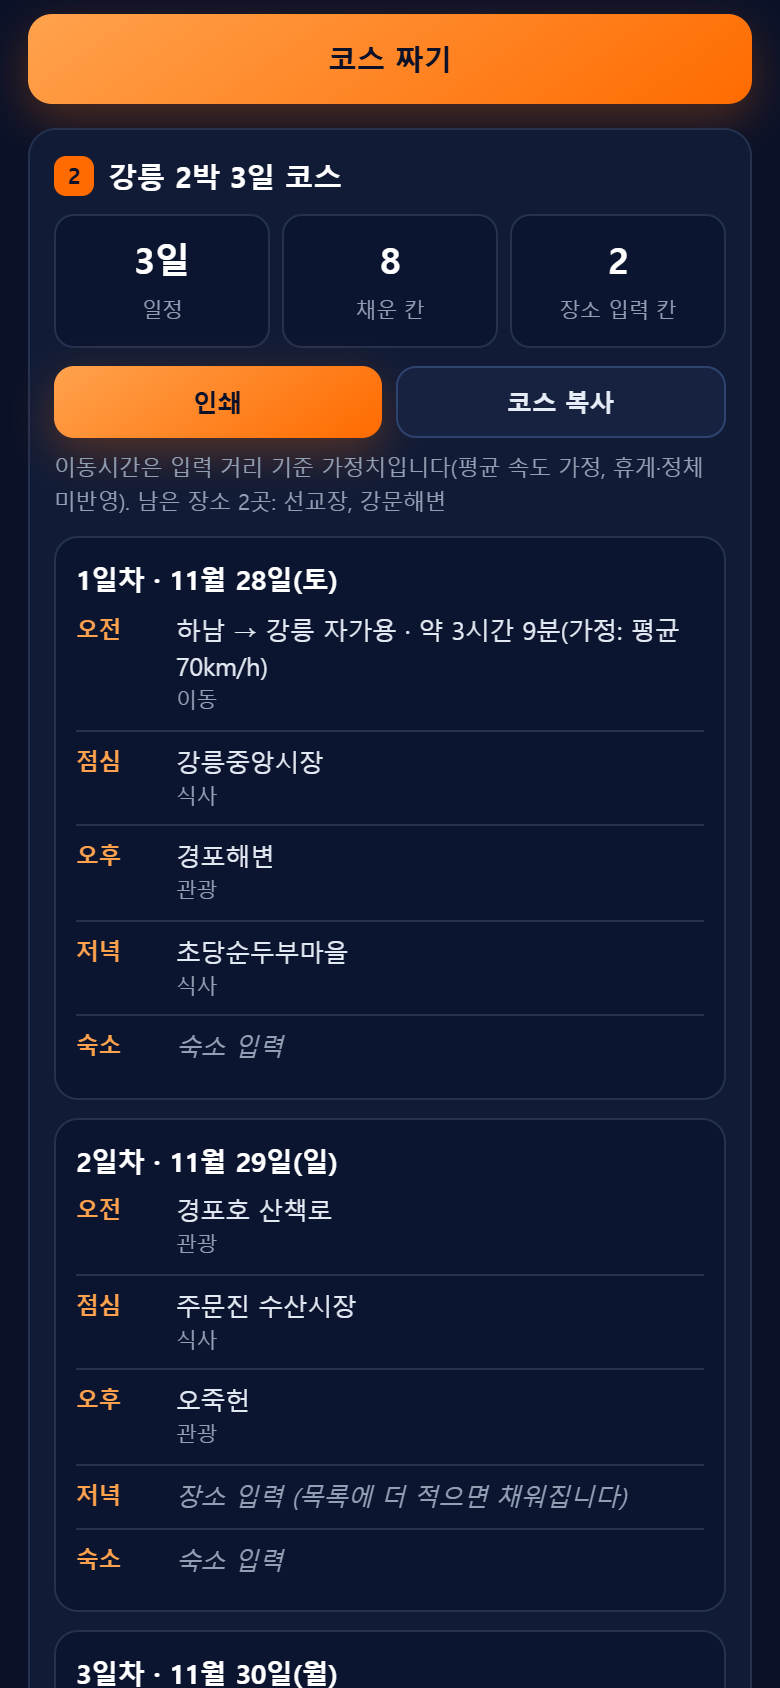 코스 짜기
2 강릉 2박 3일 코스
3일
일정
8
채운 칸
2
장소 입력 칸
인쇄
코스 복사
이동시간은 입력 거리 기준 가정치입니다(평균 속도 가정, 휴게·정체
미반영). 남은 장소 2곳: 선교장, 강문해변
1일차 · 11월 28일(토)
오전 하남 → 강릉 자가용 · 약 3시간 9분(가정: 평균
70km/h)
이동
점심 강릉중앙시장
식사
오후 경포해변
관광
저녁 초당순두부마을
식사
숙소 숙소 입력
2일차 · 11월 29일(일)
오전 경포호 산책로
관광
점심 주문진 수산시장
식사
오후 오죽헌
관광
저녁 장소 입력 (목록에 더 적으면 채워집니다)
숙소 숙소 입력
3일차 · 11월 30일(월)